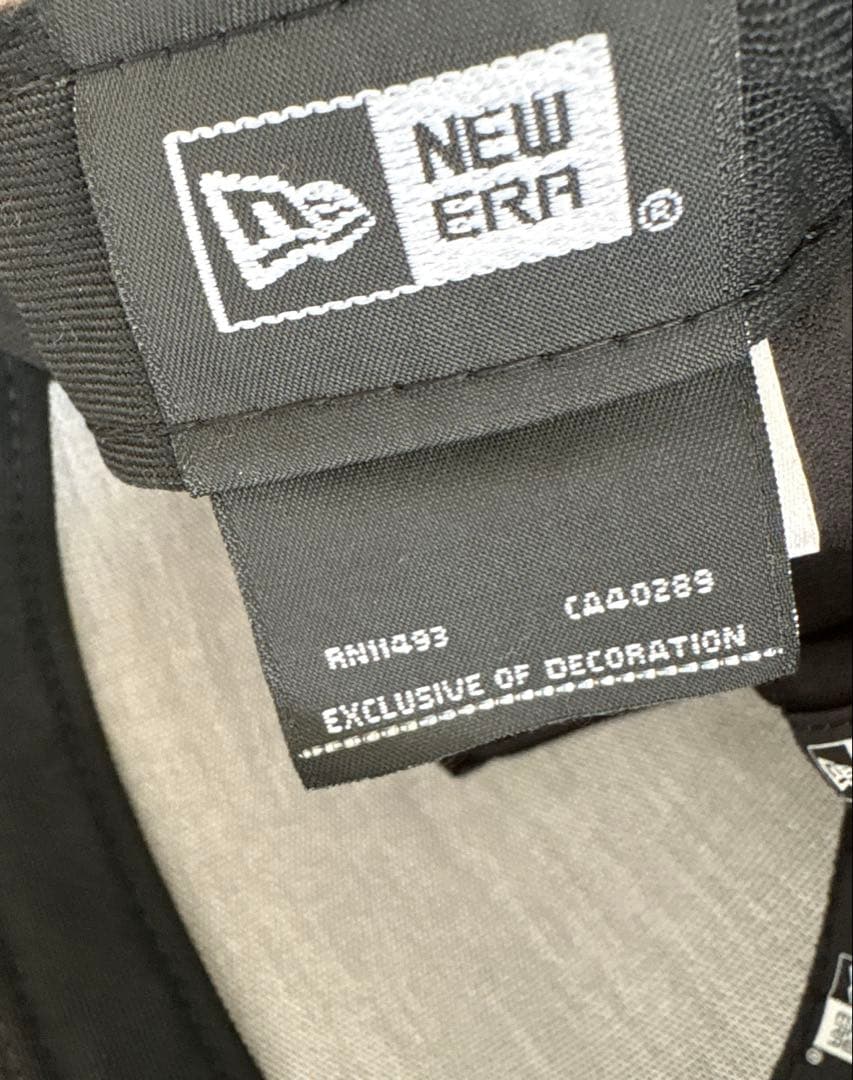 NEW
ERA®
RN11493 CA40289
EXCLUSIVE OF DECORATION